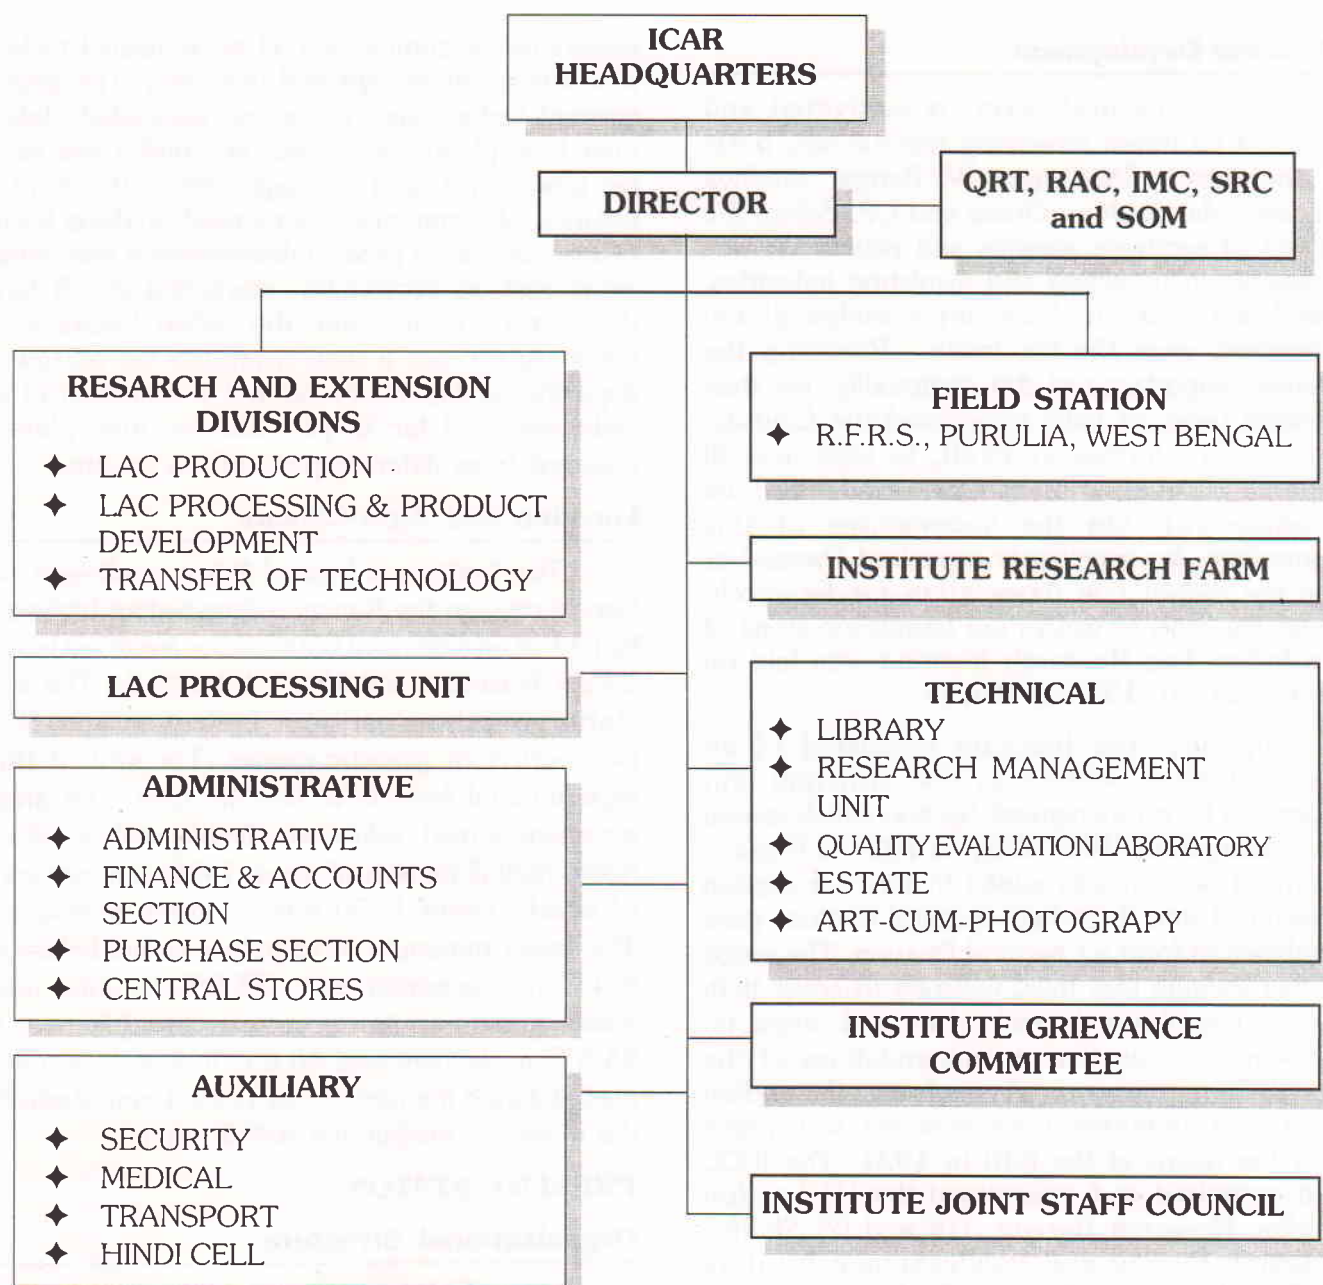 ICAR
HEADQUARTERS
DIRECTOR
QRT, RAC, IMC, SRC
and SOM
RESARCH AND EXTENSION
DIVISIONS
✦ LAC PRODUCTION
✦ LAC PROCESSING & PRODUCT
DEVELOPMENT
✦ TRANSFER OF TECHNOLOGY
FIELD STATION
✦ R.F.R.S., PURULIA, WEST BENGAL
INSTITUTE RESEARCH FARM
LAC PROCESSING UNIT
TECHNICAL
✦ LIBRARY
✦ RESEARCH MANAGEMENT
UNIT
✦ QUALITY EVALUATION LABORATORY
✦ ESTATE
✦ ART-CUM-PHOTOGRAPY
ADMINISTRATIVE
✦ ADMINISTRATIVE
✦ FINANCE & ACCOUNTS
SECTION
✦ PURCHASE SECTION
✦ CENTRAL STORES
INSTITUTE GRIEVANCE
COMMITTEE
AUXILIARY
✦ SECURITY
✦ MEDICAL
✦ TRANSPORT
✦ HINDI CELL
INSTITUTE JOINT STAFF COUNCIL